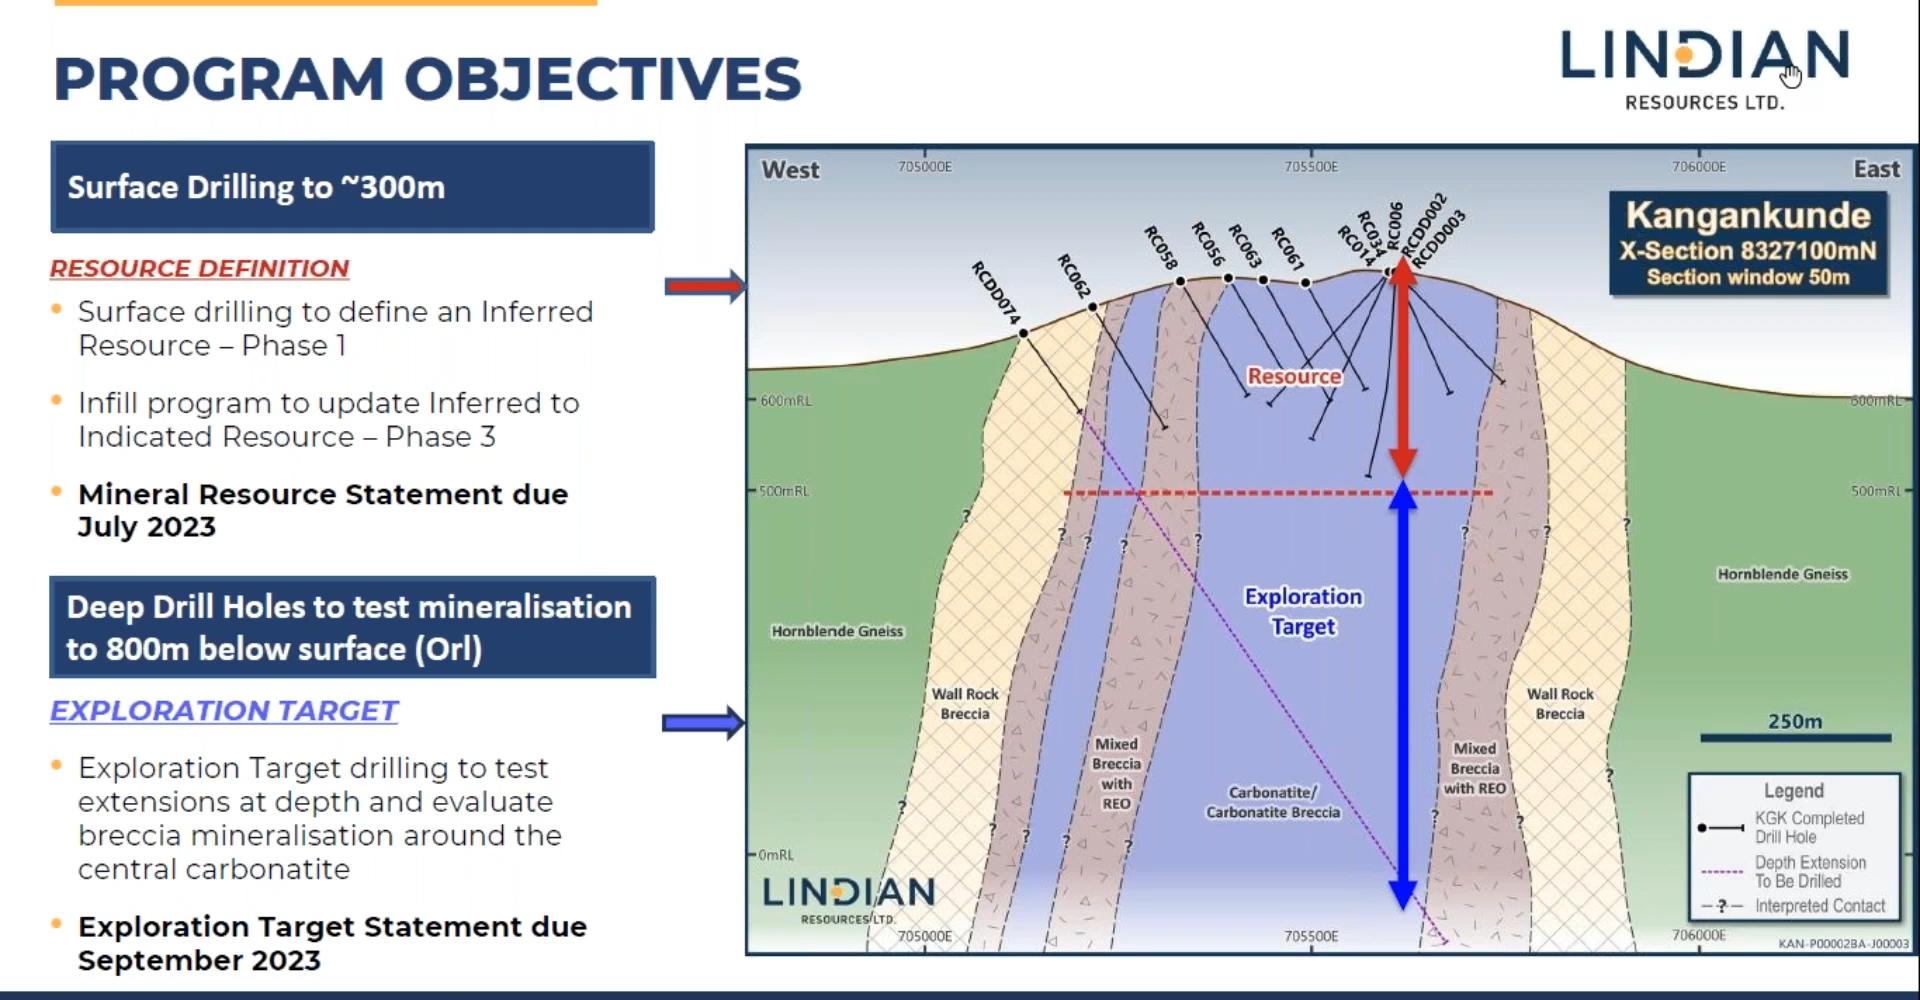 PROGRAM OBJECTIVES
LINDIAN
RESOURCES LTD.
Surface Drilling to ~300m
RESOURCE DEFINITION
• Surface drilling to define an Inferred
Resource – Phase 1
• Infill program to update Inferred to
Indicated Resource – Phase 3
• Mineral Resource Statement due
July 2023
Deep Drill Holes to test mineralisation
to 800m below surface (Orl)
EXPLORATION TARGET
• Exploration Target drilling to test
extensions at depth and evaluate
breccia mineralisation around the
central carbonatite
• Exploration Target Statement due
September 2023
West
705000E
705500E
706000E
East
Kangankunde
X-Section 8327100mN
Section window 50m
RCDD074
RC062
RC058
RC056
RC063
RC061
RC014
RC034
RC006
RCDD002
RCDD003
Resource
600mRL
600mRL
500mRL
500mRL
? ? ? ? ? ? ? ?
Exploration
Target
Hornblende Gneiss
Hornblende Gneiss
Wall Rock
Breccia
Wall Rock
Breccia
Mixed
Breccia
with
REO
Mixed
Breccia
with REO
Carbonatite/
Carbonatite Breccia
250m
? ? ? ? ? ? ? ?
0mRL
LINDIAN
RESOURCES LTD.
705000E
705500E
706000E
Legend
KGK Completed
Drill Hole
Depth Extension
To Be Drilled
–?– Interpreted Contact
KAN-P00002BA-J00003